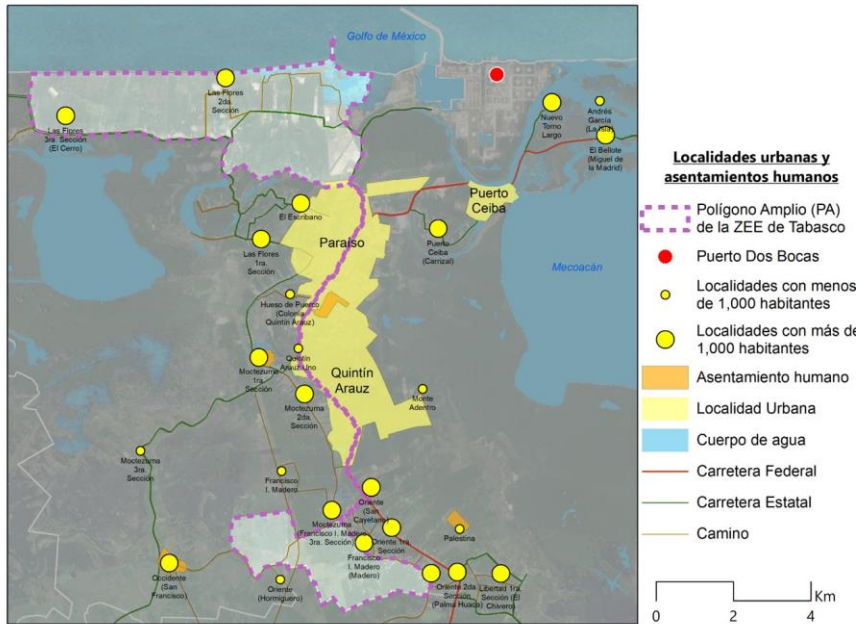 Golfo de México
Las Flores
2da.
Sección
Las Flores
3ra. Sección
(El Cerro)
Nuevo
Torno
Largo
Andrés
García
(La Isla)
El Bellote
(Miguel de
la Madrid)
Puerto
Ceiba
El Escribano
Paraíso
Las Flores
1ra.
Sección
Puerto
Ceiba
(Carrizal)
Mecoacán
Hueso de Puerco
(Colonia
Quintín Arauz)
Quintín
Arauz Uno
Moctezuma
1ra.
Sección
Quintín
Arauz
Moctezuma
2da.
Sección
Monte
Adentro
Moctezuma
3ra.
Sección
Francisco
I. Madero
Oriente
(San
Cayetano)
Moctezuma
(Francisco I. Madero
3ra. Sección)
Oriente 1ra.
Sección
Palestina
Francisco
I. Madero
(Madero)
Occidente
(San
Francisco)
Oriente
(Hormiguero)
Oriente 2da
Sección
(Palma Huaca)
Libertad 1ra.
Sección (El
Chivero)
Localidades urbanas y
asentamientos humanos
Polígono Amplio (PA)
de la ZEE de Tabasco
Puerto Dos Bocas
Localidades con menos
de 1,000 habitantes
Localidades con más de
1,000 habitantes
Asentamiento humano
Localidad Urbana
Cuerpo de agua
Carretera Federal
Carretera Estatal
Camino
Km
0 2 4